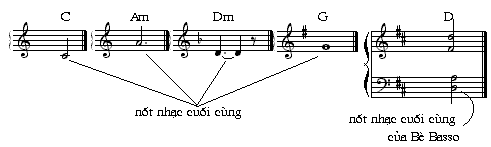 C Am Dm G D
nốt nhạc cuối cùng
nốt nhạc cuối cùng
của Bè Basso